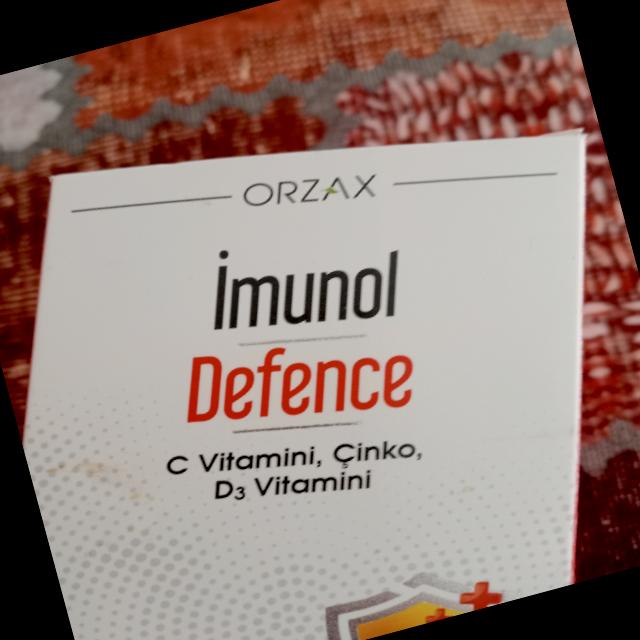 ORZAX
İmunol
Defence
C Vitamini, Çinko,
D₃ Vitamini